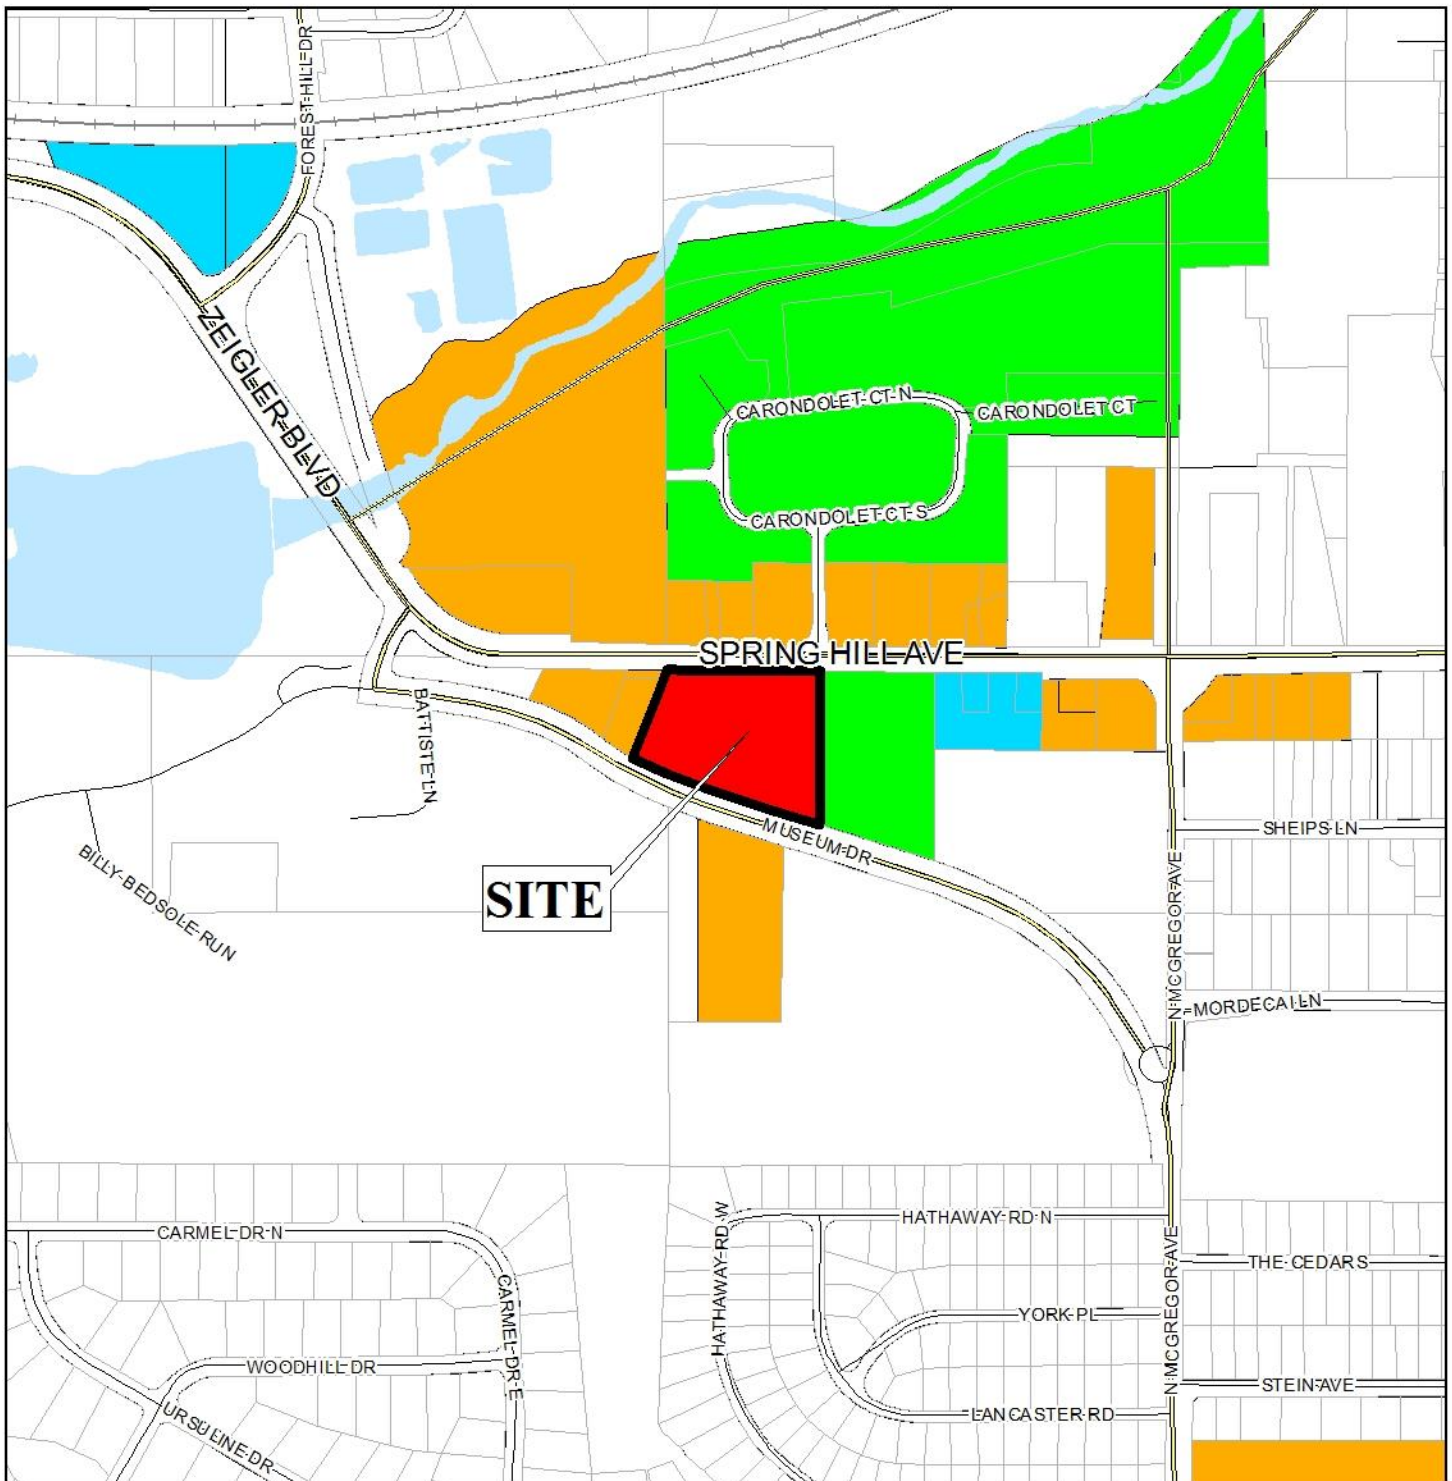 FOREST HILL DR
ZEIGLER BLVD
CARONDOLET CT N
CARONDOLET CT
CARONDOLET CT S
SPRING HILL AVE
BATTISTE LN
MUSEUM DR
SHEIPS LN
BILLY BEDSOLE RUN
SITE
N MCGREGOR AVE
MORDECAI LN
CARMEL DR N
HATHAWAY RD W
HATHAWAY RD N
THE CEDARS
CARMEL DR E
YORK PL
N MCGREGOR AVE
WOODHILL DR
STEIN AVE
URSULINE DR
LANCASTER RD